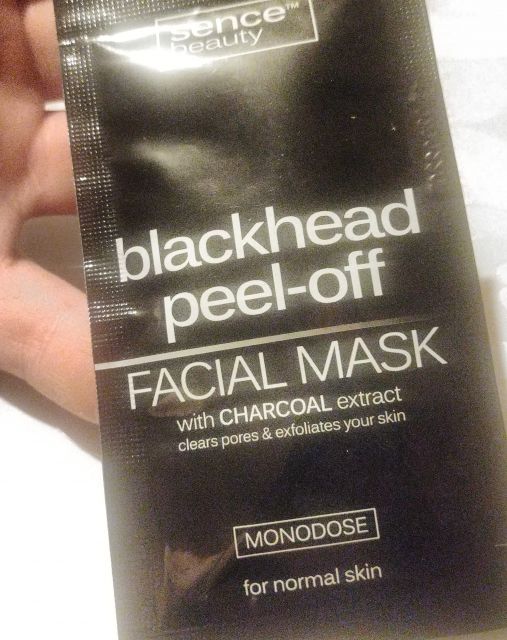 sence™
beauty
blackhead
peel-off
FACIAL MASK
with CHARCOAL extract
clears pores & exfoliates your skin
MONODOSE
for normal skin